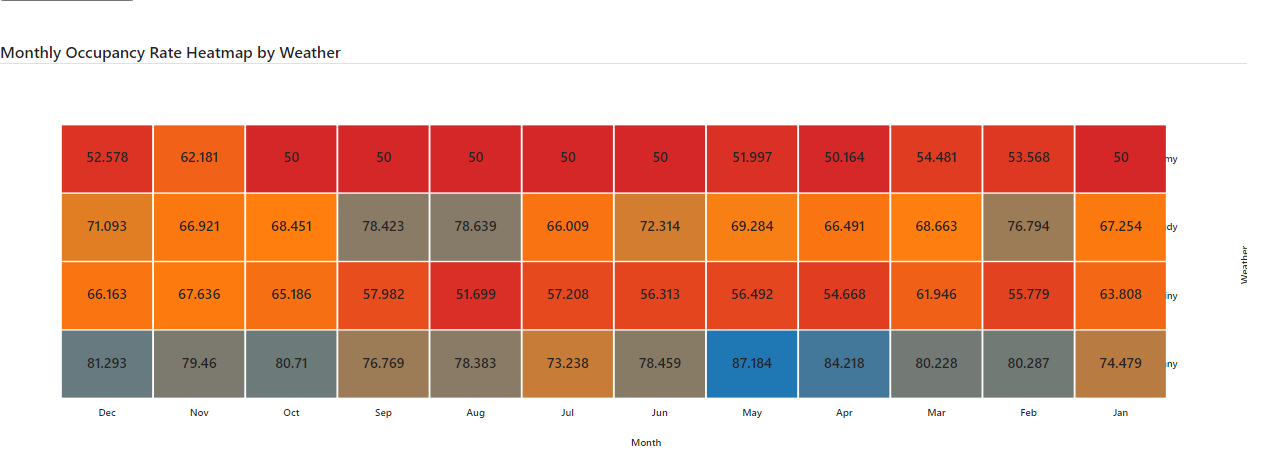 Monthly Occupancy Rate Heatmap by Weather
52.578 62.181 50 50 50 50 50 51.997 50.164 54.481 53.568 50 my
71.093 66.921 68.451 78.423 78.639 66.009 72.314 69.284 66.491 68.663 76.794 67.254 dy
66.163 67.636 65.186 57.982 51.699 57.208 56.313 56.492 54.668 61.946 55.779 63.808 iny
81.293 79.46 80.71 76.769 78.383 73.238 78.459 87.184 84.218 80.228 80.287 74.479 ny
Dec Nov Oct Sep Aug Jul Jun May Apr Mar Feb Jan
Month
Weather